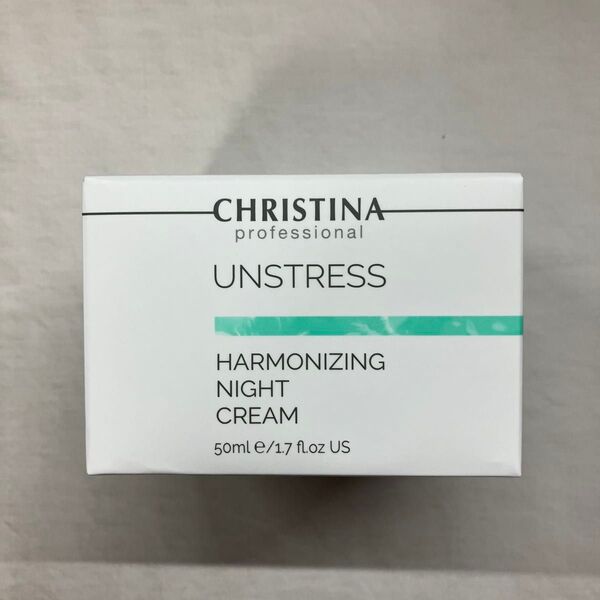 CHRISTINA
professional
UNSTRESS
HARMONIZING
NIGHT
CREAM
50ml ℮/1.7 fl.oz US